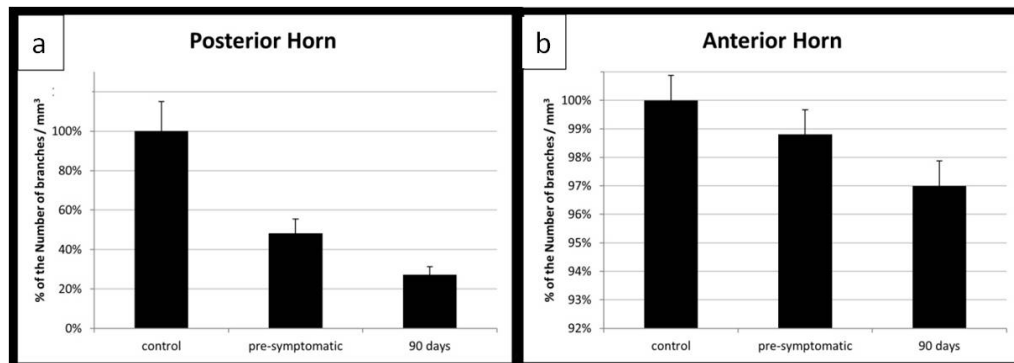 a
Posterior Horn
% of the Number of branches / mm³
100%
80%
60%
40%
20%
0%
control pre-symptomatic 90 days
b
Anterior Horn
% of the Number of branches / mm³
100%
99%
98%
97%
96%
95%
94%
93%
92%
control pre-symptomatic 90 days